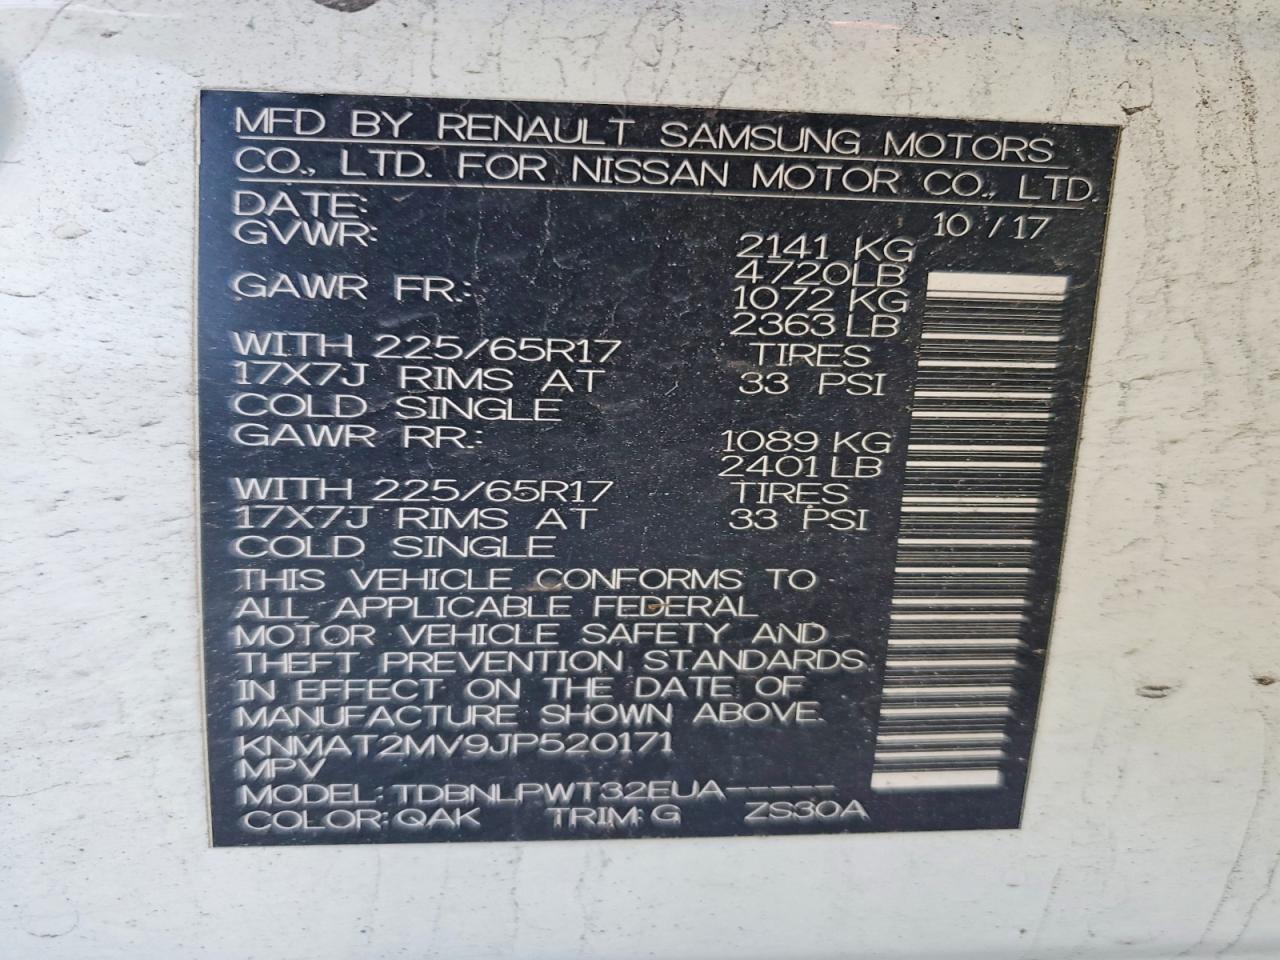 MFD BY RENAULT SAMSUNG MOTORS
CO., LTD. FOR NISSAN MOTOR CO., LTD.
DATE: 10 / 17
GVWR: 2141 KG
4720LB
GAWR FR.: 1072 KG
2363 LB
WITH 225/65R17 TIRES
17X7J RIMS AT 33 PSI
COLD SINGLE
GAWR RR.: 1089 KG
2401 LB
WITH 225/65R17 TIRES
17X7J RIMS AT 33 PSI
COLD SINGLE
THIS VEHICLE CONFORMS TO
ALL APPLICABLE FEDERAL
MOTOR VEHICLE SAFETY AND
THEFT PREVENTION STANDARDS
IN EFFECT ON THE DATE OF
MANUFACTURE SHOWN ABOVE.
KNMAT2MV9JP520171
MPV
MODEL: TDBNLPWT32EUA-----
COLOR: QAK TRIM: G ZS30A